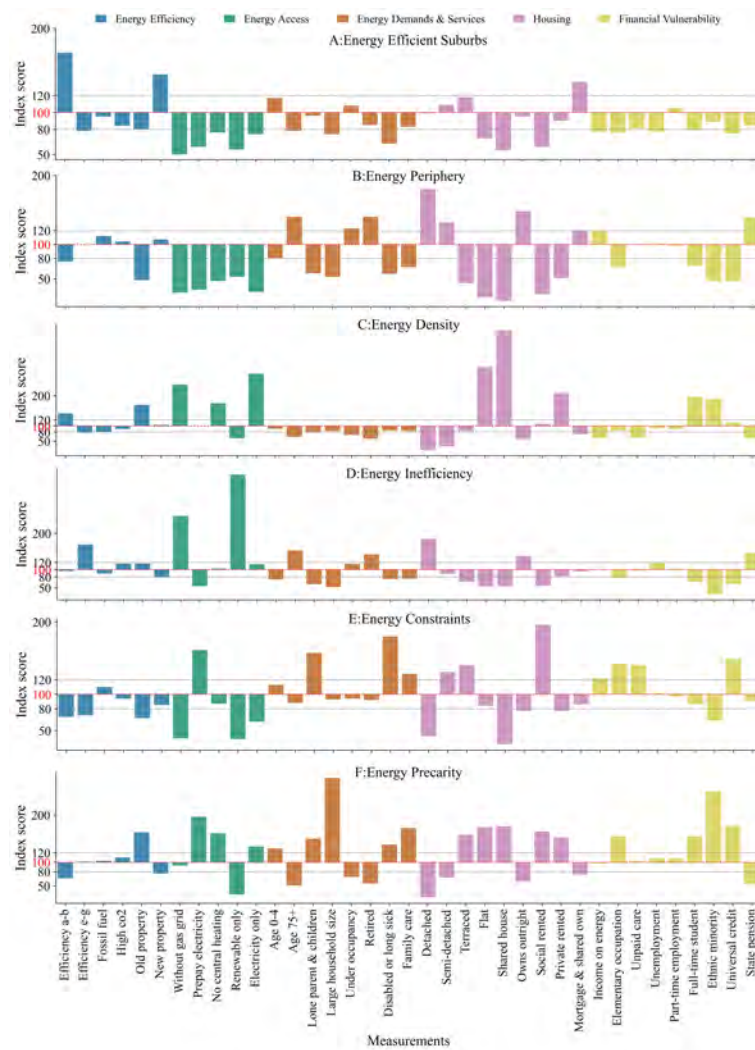 Energy Efficiency Energy Access Energy Demands & Services Housing Financial Vulnerability
A:Energy Efficient Suburbs
Index score
200
120
100
80
50
B:Energy Periphery
Index score
200
120
100
80
50
C:Energy Density
Index score
200
120
100
80
50
D:Energy Inefficiency
Index score
200
120
100
80
50
E:Energy Constraints
Index score
200
120
100
80
50
F:Energy Precarity
Index score
200
120
100
80
50
Efficiency a-b
Efficiency e-g
Fossil fuel
High co2
Old property
New property
Without gas grid
Prepay electricity
No central heating
Renewable only
Electricity only
Age 0-4
Age 75+
Lone parent & children
Large household size
Under occupancy
Retired
Disabled or long sick
Family care
Detached
Semi-detached
Terraced
Flat
Shared house
Owns outright
Social rented
Private rented
Mortgage & shared own
Income on energy
Elementary occupation
Unpaid care
Unemployment
Part-time employment
Full-time student
Ethnic minority
Universal credit
State pension
Measurements